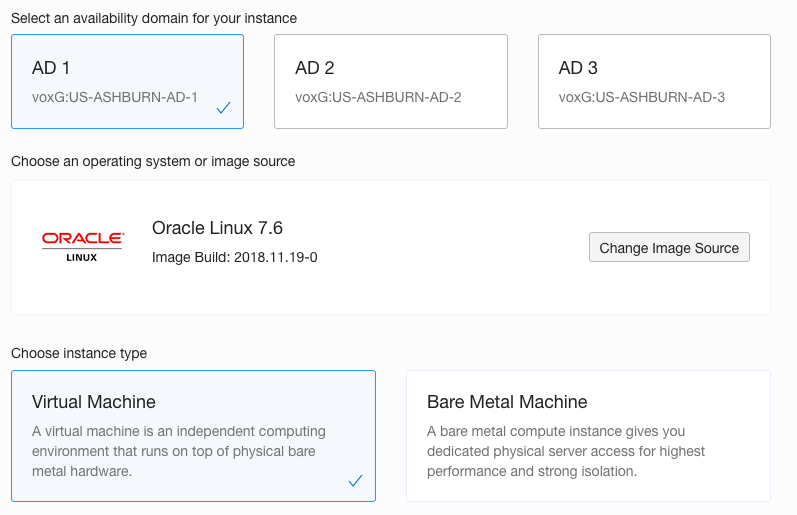 Select an availability domain for your instance
AD 1
voxG:US-ASHBURN-AD-1
AD 2
voxG:US-ASHBURN-AD-2
AD 3
voxG:US-ASHBURN-AD-3
Choose an operating system or image source
ORACLE
LINUX
Oracle Linux 7.6
Image Build: 2018.11.19-0
Change Image Source
Choose instance type
Virtual Machine
A virtual machine is an independent computing
environment that runs on top of physical bare
metal hardware.
Bare Metal Machine
A bare metal compute instance gives you
dedicated physical server access for highest
performance and strong isolation.